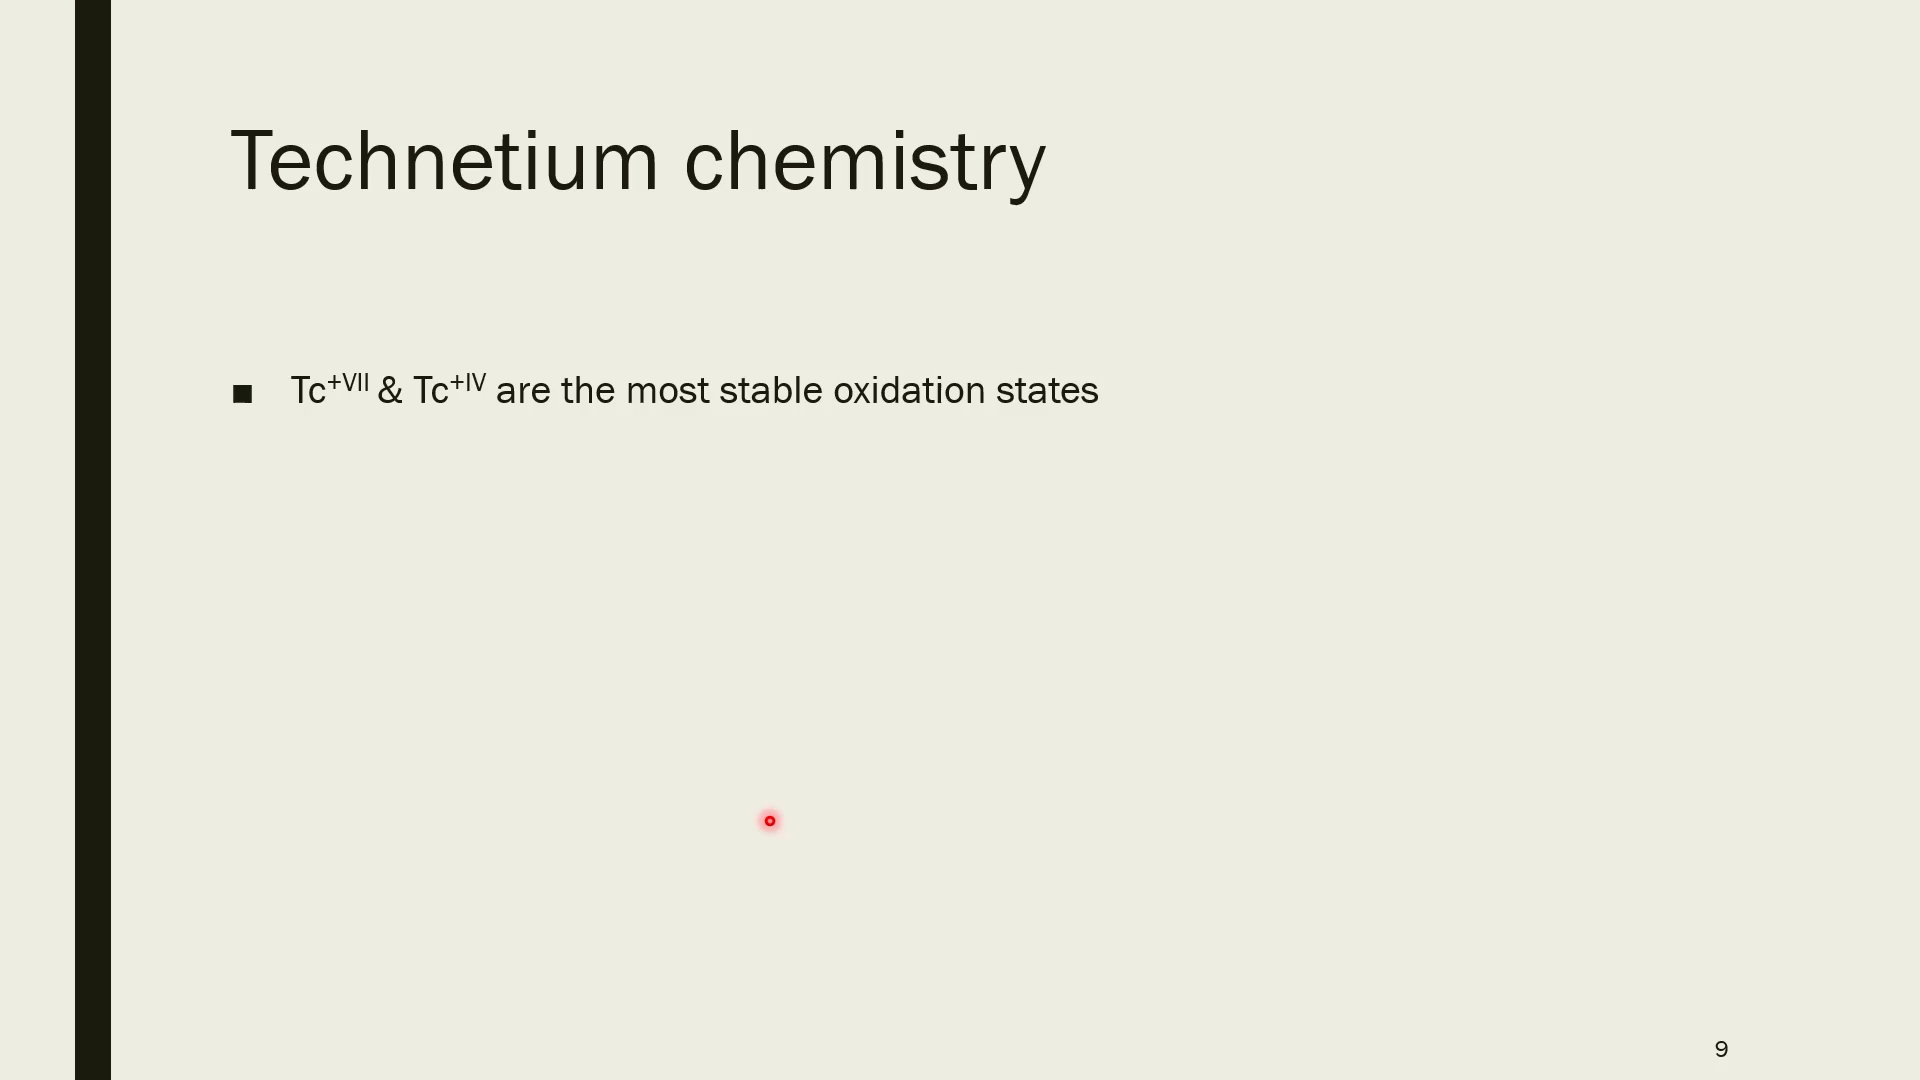 Technetium chemistry
■ Tc⁺ⱽᴵᴵ & Tc⁺ᴵⱽ are the most stable oxidation states
9